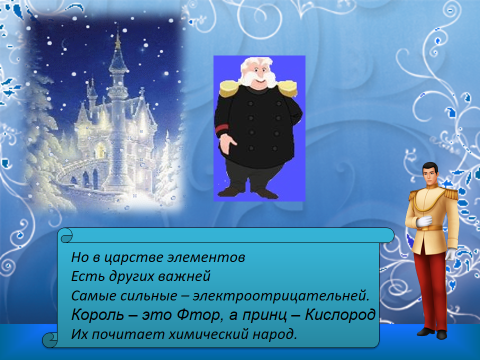 Но в царстве элементов
Есть других важней
Самые сильные – электроотрицательней.
Король – это Фтор, а принц – Кислород
Их почитает химический народ.